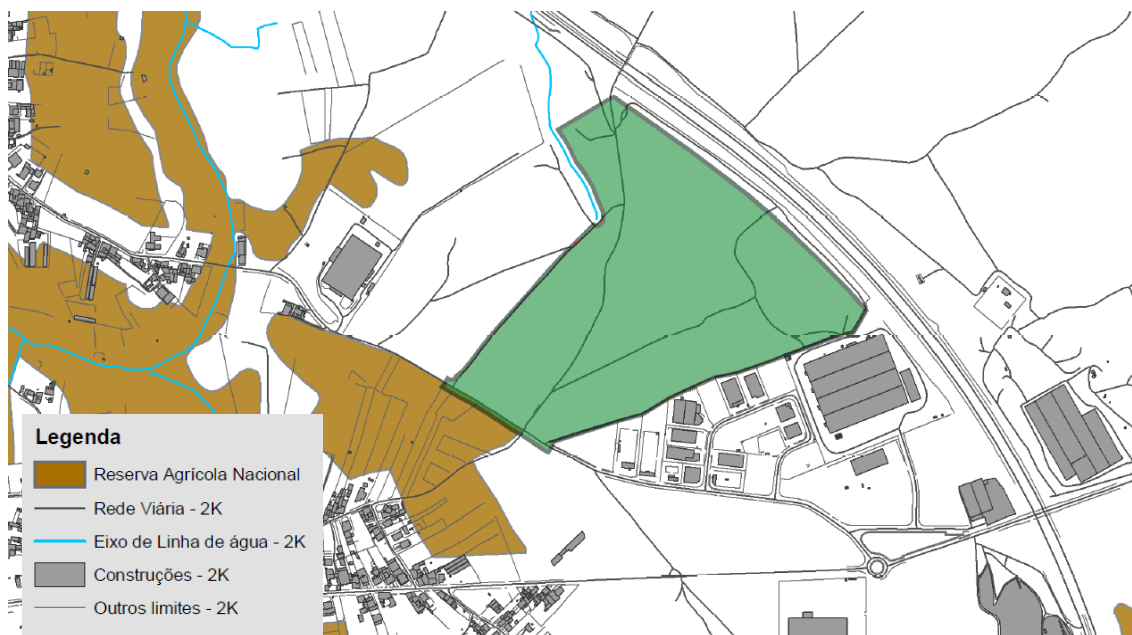 Legenda
Reserva Agrícola Nacional
Rede Viária - 2K
Eixo de Linha de água - 2K
Construções - 2K
Outros limites - 2K